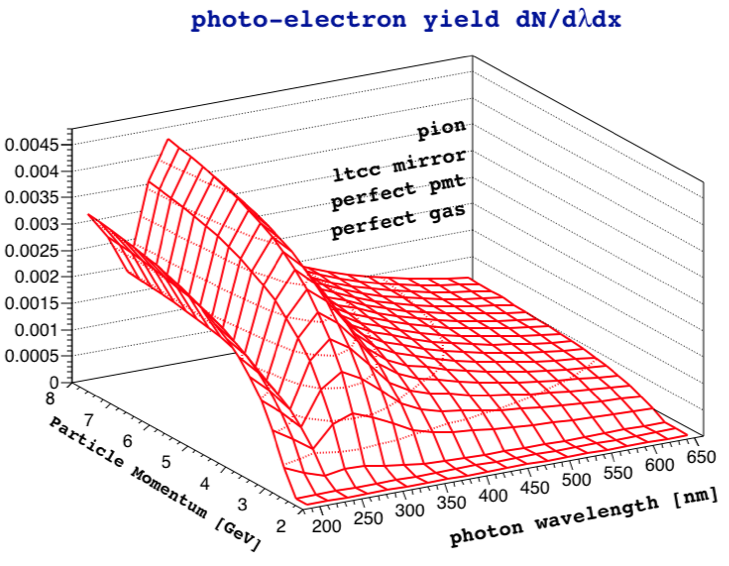 photo-electron yield dN/dλdx
pion
ltcc mirror
perfect pmt
perfect gas
0.0045
0.004
0.0035
0.003
0.0025
0.002
0.0015
0.001
0.0005
0
8
7
6
5
4
3
2
Particle Momentum [GeV]
200 250 300 350 400 450 500 550 600 650
photon wavelength [nm]